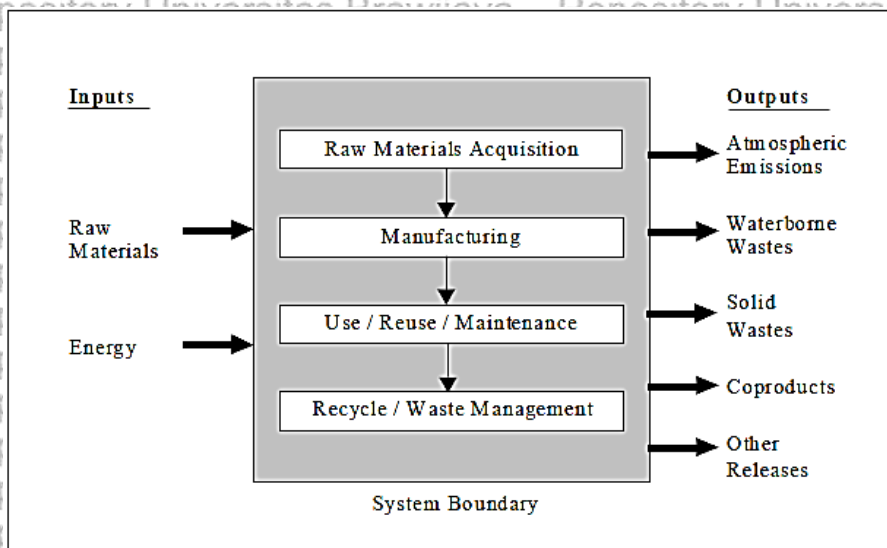 Inputs
Raw
Materials
Energy
Raw Materials Acquisition
Manufacturing
Use / Reuse / Maintenance
Recycle / Waste Management
System Boundary
Outputs
Atmospheric
Emissions
Waterborne
Wastes
Solid
Wastes
Coproducts
Other
Releases